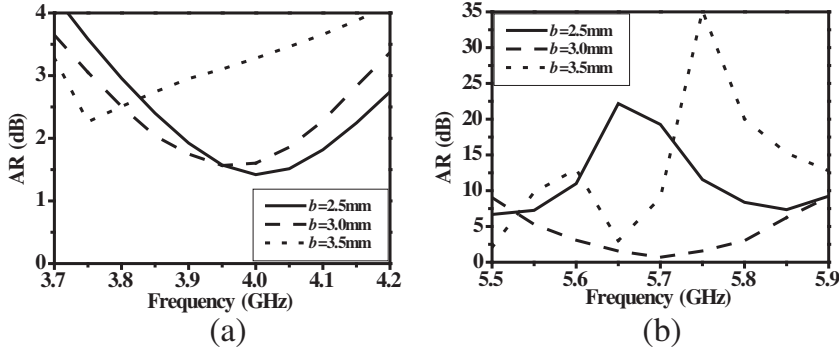 4
3
2
1
0
AR (dB)
b=2.5mm
b=3.0mm
b=3.5mm
3.7 3.8 3.9 4.0 4.1 4.2
Frequency (GHz)
(a)
35
30
25
20
15
10
5
0
AR (dB)
b=2.5mm
b=3.0mm
b=3.5mm
5.5 5.6 5.7 5.8 5.9
Frequency (GHz)
(b)